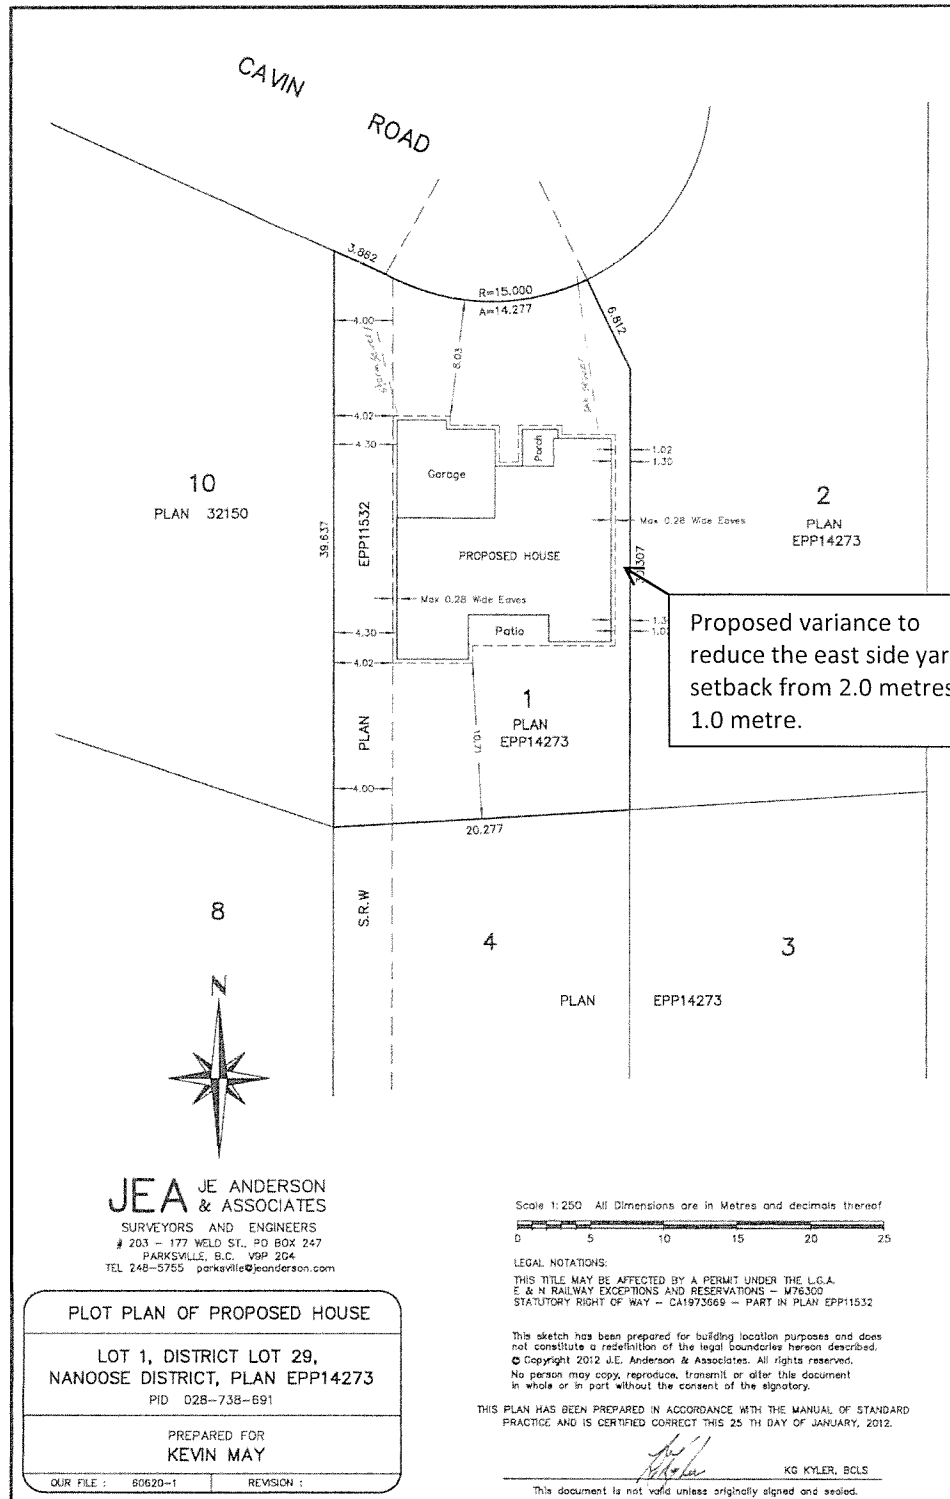 CAVIN
ROAD
3.882
R=15.000
A=14.277
6.812
4.00
8.03
4.02
4.30
Garage
Porch
1.02
1.30
10
PLAN 32150
2
PLAN
EPP14273
39.637
EPP11532
Max 0.28 Wide Eaves
PROPOSED HOUSE
Max 0.28 Wide Eaves
Patio
4.30
4.02
Proposed variance to
reduce the east side yar
setback from 2.0 metres
1.0 metre.
1
PLAN
EPP14273
PLAN
4.00
20.277
8
S.R.W
4
3
PLAN EPP14273
N
JEA JE ANDERSON
& ASSOCIATES
SURVEYORS AND ENGINEERS
# 203 - 177 WELD ST., PO BOX 247
PARKSVILLE, B.C. V9P 2G4
TEL 248-5755 parksville@jeanderson.com
PLOT PLAN OF PROPOSED HOUSE
LOT 1, DISTRICT LOT 29,
NANOOSE DISTRICT, PLAN EPP14273
PID 028-738-691
PREPARED FOR
KEVIN MAY
OUR FILE : 60620-1 REVISION :
Scale 1:250 All Dimensions are in Metres and decimals thereof
0 5 10 15 20 25
LEGAL NOTATIONS:
THIS TITLE MAY BE AFFECTED BY A PERMIT UNDER THE L.G.A.
E & N RAILWAY EXCEPTIONS AND RESERVATIONS - M76300
STATUTORY RIGHT OF WAY - CA1973669 - PART IN PLAN EPP11532
This sketch has been prepared for building location purposes and does
not constitute a redefinition of the legal boundaries hereon described.
© Copyright 2012 J.E. Anderson & Associates. All rights reserved.
No person may copy, reproduce, transmit or alter this document
in whole or in part without the consent of the signatory.
THIS PLAN HAS BEEN PREPARED IN ACCORDANCE WITH THE MANUAL OF STANDARD
PRACTICE AND IS CERTIFIED CORRECT THIS 25 TH DAY OF JANUARY, 2012.
KG KYLER, BCLS
This document is not valid unless originally signed and sealed.